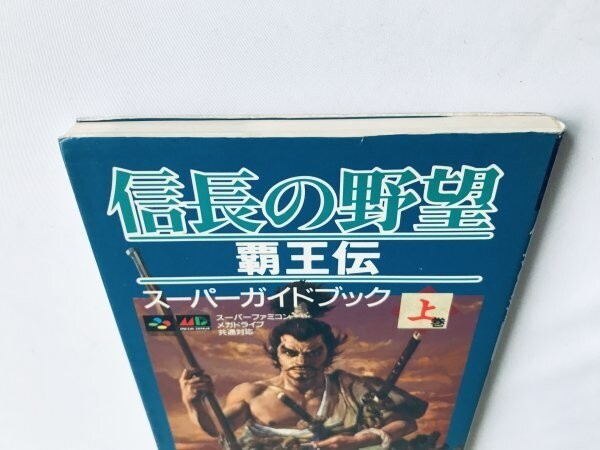 信長の野望
覇王伝
スーパーガイドブック
上巻
MD
スーパーファミコン
メガドライブ
共通対応